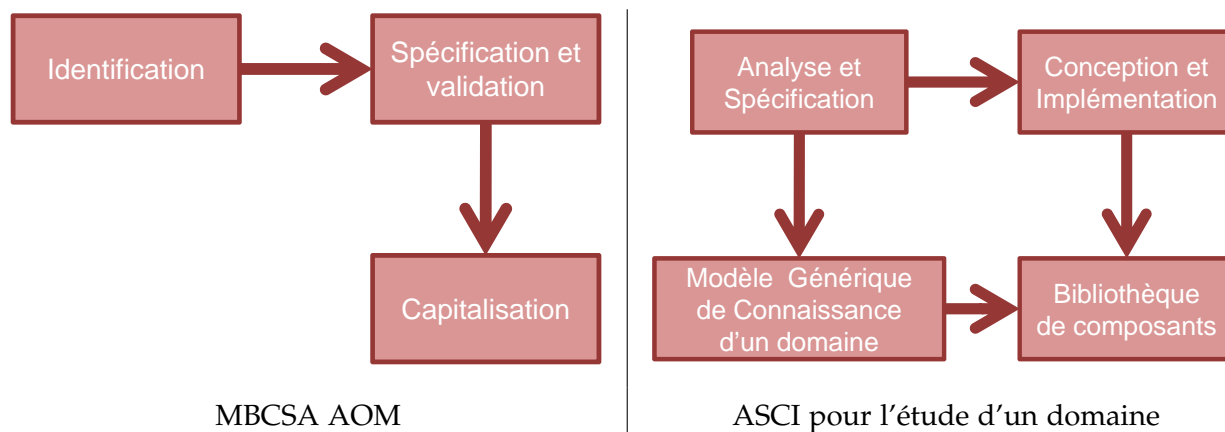 Identification
Spécification et
validation
Capitalisation
MBCSA AOM
Analyse et
Spécification
Conception et
Implémentation
Modèle Générique
de Connaissance
d'un domaine
Bibliothèque
de composants
ASCI pour l'étude d'un domaine